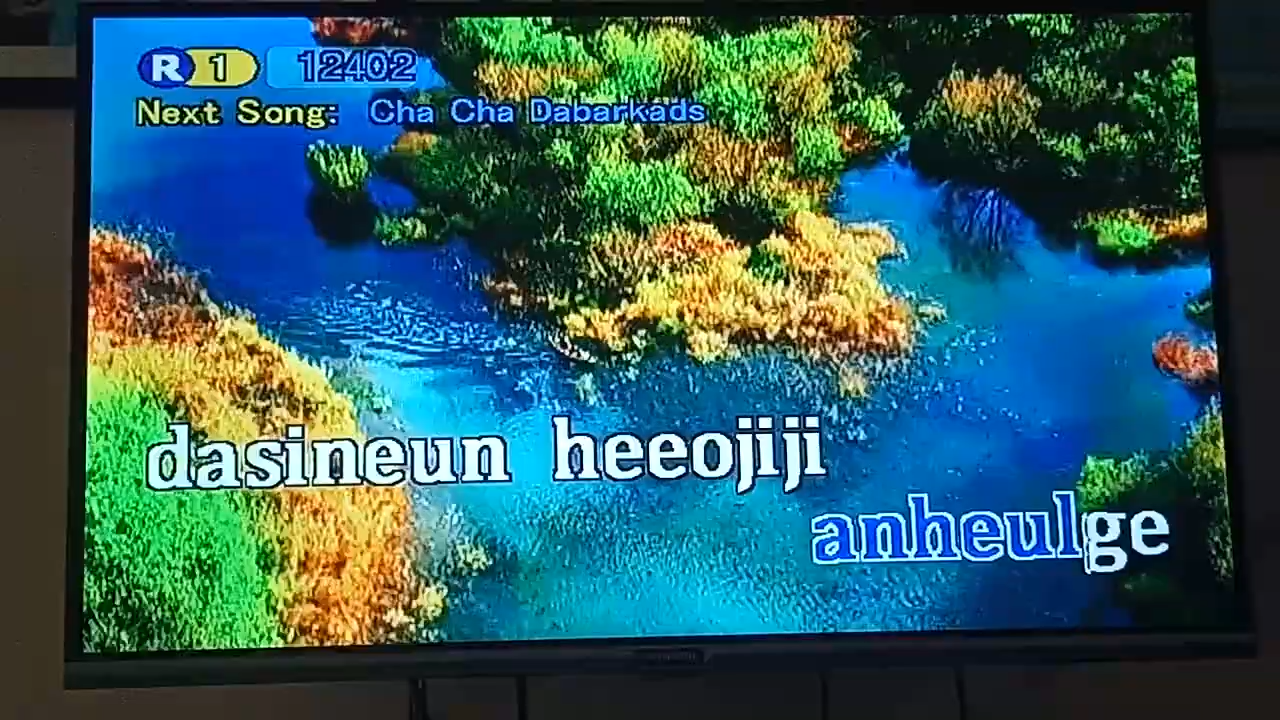 R 1 12402
Next Song: Cha Cha Dabarkads
dasineun heeojiji
anheulge